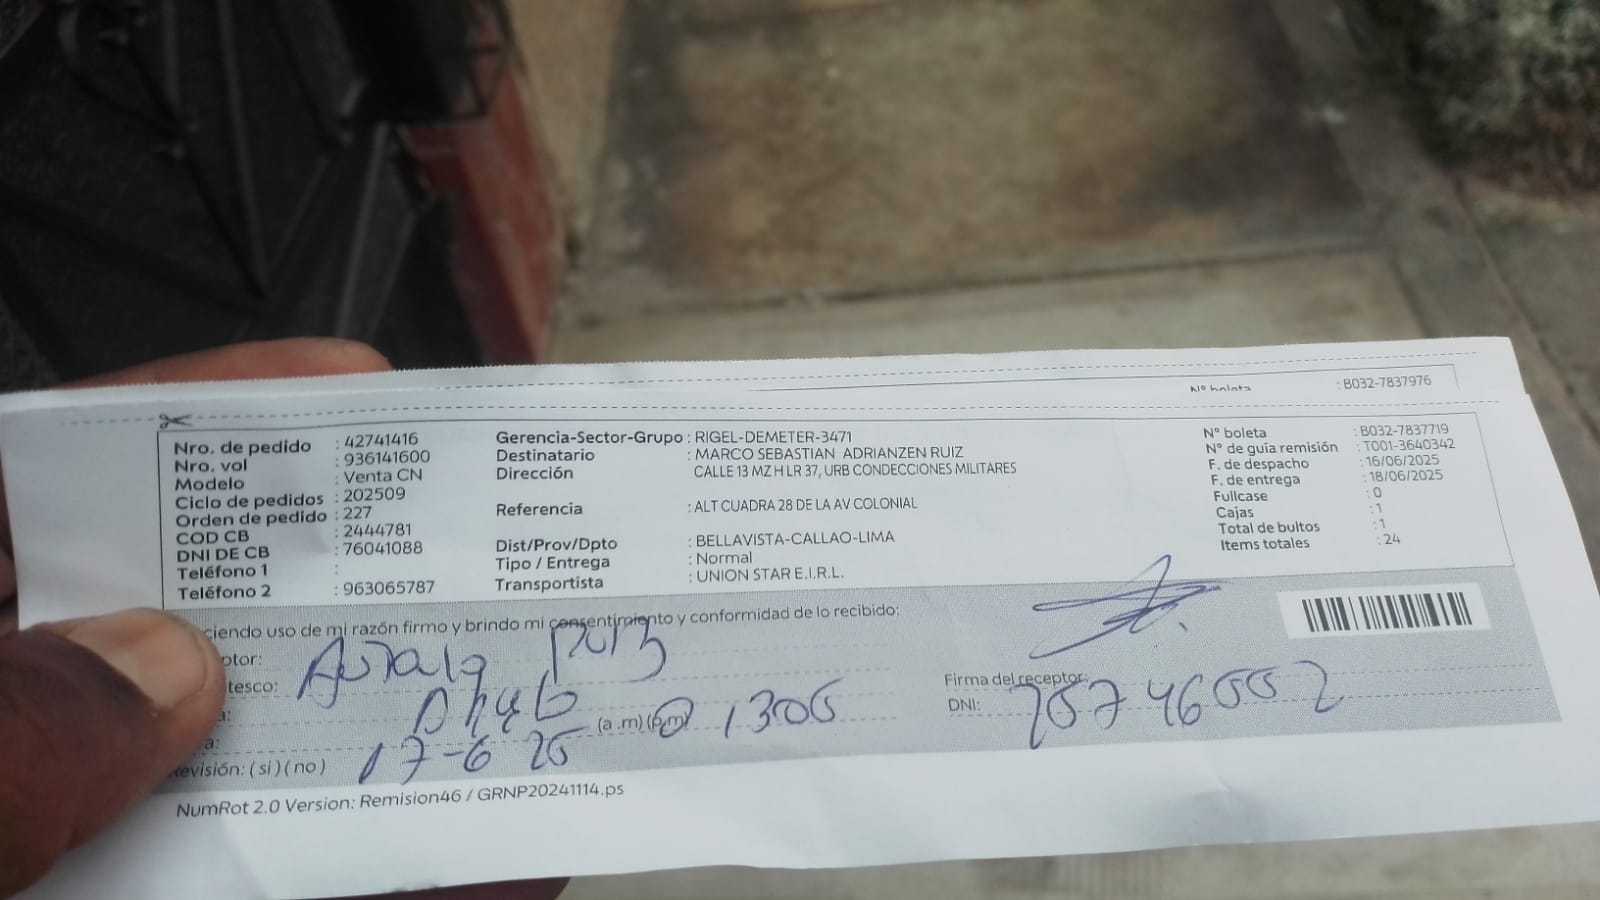 Nº boleta : B032-7837976
Nro. de pedido : 42741416
Nro. vol : 936141600
Modelo : Venta CN
Ciclo de pedidos : 202509
Orden de pedido : 227
COD CB : 2444781
DNI DE CB : 76041088
Teléfono 1 :
Teléfono 2 : 963065787
Gerencia-Sector-Grupo : RIGEL-DEMETER-3471
Destinatario : MARCO SEBASTIAN ADRIANZEN RUIZ
Dirección CALLE 13 MZ H LR 37, URB CONDECCIONES MILITARES
Referencia : ALT CUADRA 28 DE LA AV COLONIAL
Dist/Prov/Dpto : BELLAVISTA-CALLAO-LIMA
Tipo / Entrega : Normal
Transportista : UNION STAR E.I.R.L.
Nº boleta : B032-7837719
Nº de guía remisión : T001-3640342
F. de despacho : 16/06/2025
F. de entrega : 18/06/2025
Fullcase : 0
Cajas : 1
Total de bultos : 1
Items totales : 24
ciendo uso de mi razón firmo y brindo mi consentimiento y conformidad de lo recibido:
ptor:
tesco:
a: (a.m) (p.m)
a: 17-6 25
Revisión: ( si ) ( no )
Firma del receptor:
DNI:
NumRot 2.0 Version: Remision46 / GRNP20241114.ps